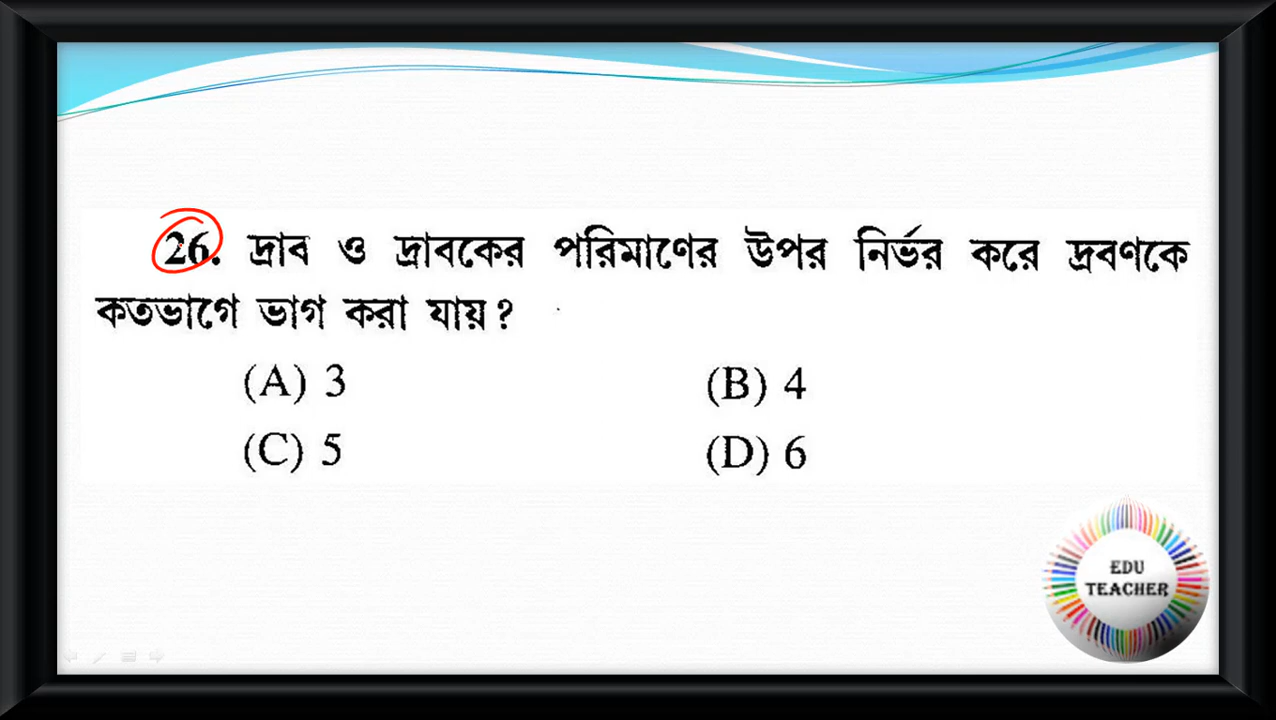 26. দ্রাব ও দ্রাবকের পরিমাণের উপর নির্ভর করে দ্রবণকে
কতভাগে ভাগ করা যায়?
(A) 3 (B) 4
(C) 5 (D) 6
EDU
TEACHER